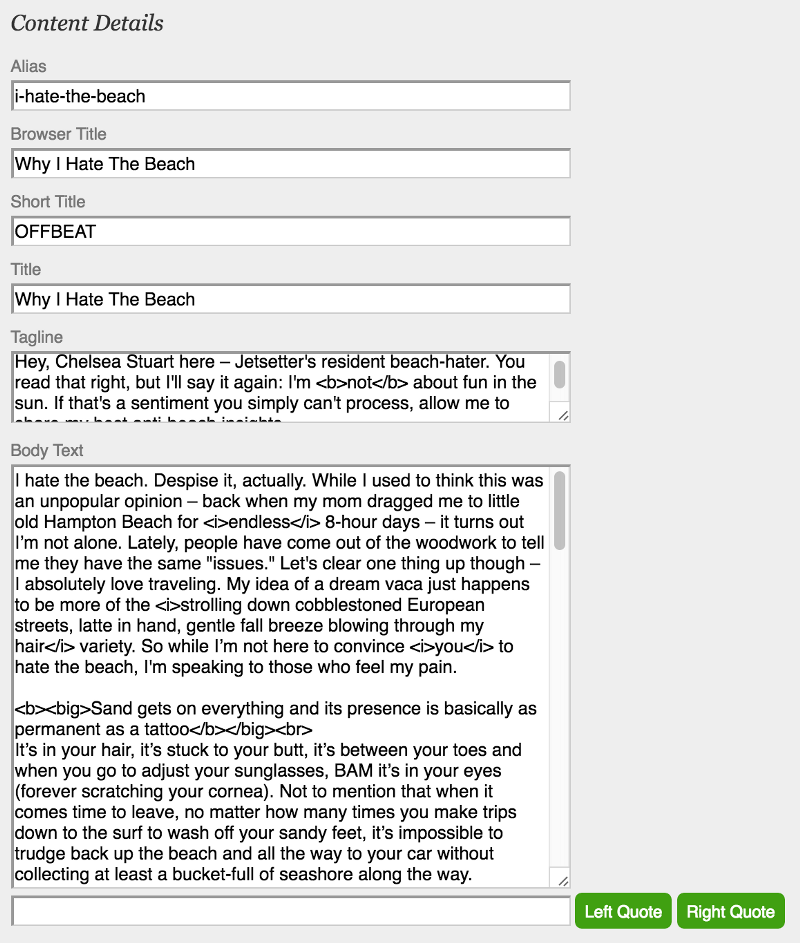 Content Details
Alias
i-hate-the-beach
Browser Title
Why I Hate The Beach
Short Title
OFFBEAT
Title
Why I Hate The Beach
Tagline
Hey, Chelsea Stuart here – Jetsetter's resident beach-hater. You
read that right, but I'll say it again: I'm <b>not</b> about fun in the
sun. If that's a sentiment you simply can't process, allow me to
share my best anti-beach insights
Body Text
I hate the beach. Despise it, actually. While I used to think this was
an unpopular opinion – back when my mom dragged me to little
old Hampton Beach for <i>endless</i> 8-hour days – it turns out
I’m not alone. Lately, people have come out of the woodwork to tell
me they have the same "issues." Let's clear one thing up though –
I absolutely love traveling. My idea of a dream vaca just happens
to be more of the <i>strolling down cobblestoned European
streets, latte in hand, gentle fall breeze blowing through my
hair</i> variety. So while I’m not here to convince <i>you</i> to
hate the beach, I'm speaking to those who feel my pain.
<b><big>Sand gets on everything and its presence is basically as
permanent as a tattoo</b></big><br>
It’s in your hair, it’s stuck to your butt, it’s between your toes and
when you go to adjust your sunglasses, BAM it’s in your eyes
(forever scratching your cornea). Not to mention that when it
comes time to leave, no matter how many times you make trips
down to the surf to wash off your sandy feet, it’s impossible to
trudge back up the beach and all the way to your car without
collecting at least a bucket-full of seashore along the way.
Left Quote Right Quote